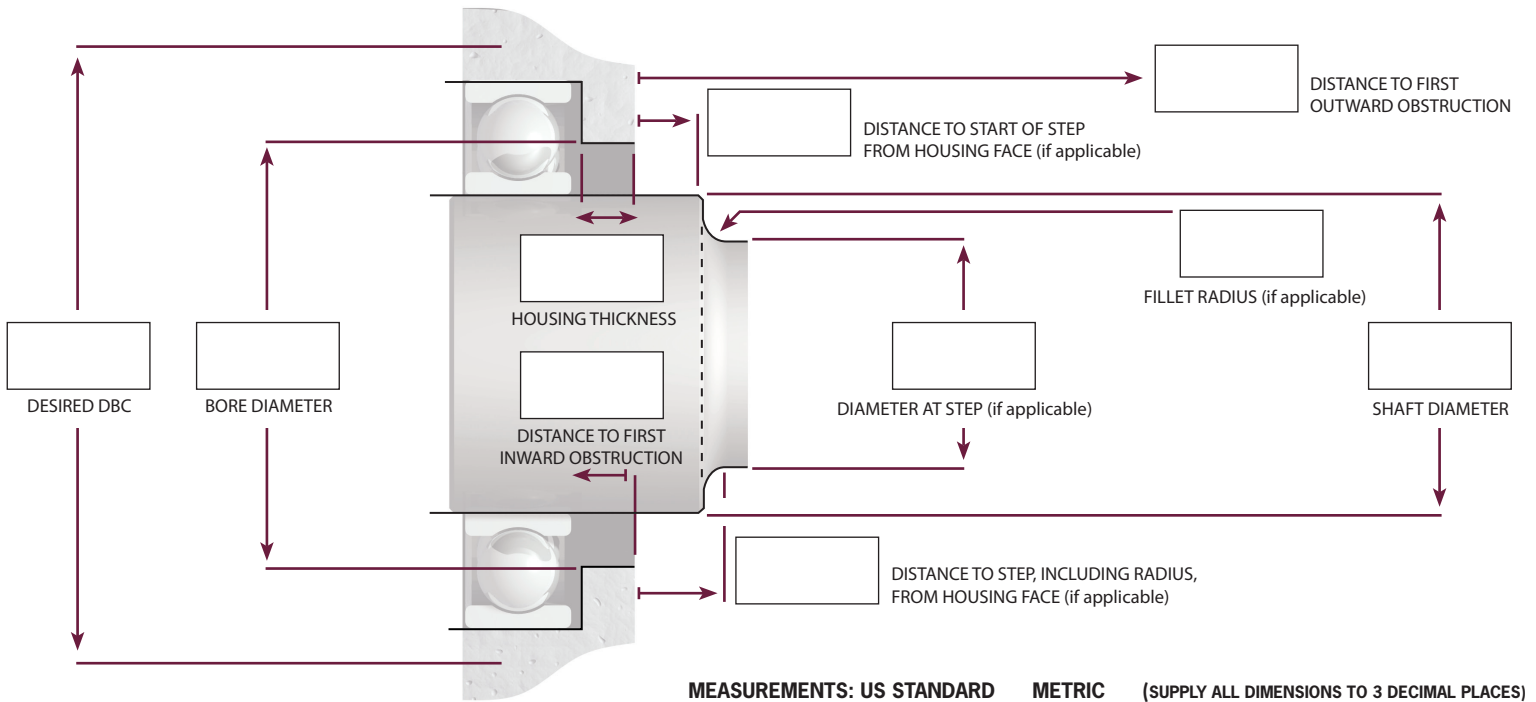 DISTANCE TO FIRST
OUTWARD OBSTRUCTION
DISTANCE TO START OF STEP
FROM HOUSING FACE (if applicable)
FILLET RADIUS (if applicable)
HOUSING THICKNESS
DESIRED DBC
BORE DIAMETER
DIAMETER AT STEP (if applicable)
SHAFT DIAMETER
DISTANCE TO FIRST
INWARD OBSTRUCTION
DISTANCE TO STEP, INCLUDING RADIUS,
FROM HOUSING FACE (if applicable)
MEASUREMENTS: US STANDARD METRIC (SUPPLY ALL DIMENSIONS TO 3 DECIMAL PLACES)